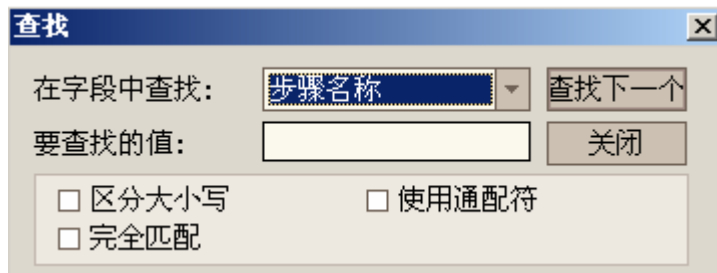 查找
在字段中查找: 步骤名称 查找下一个
要查找的值: 关闭
区分大小写 使用通配符
完全匹配